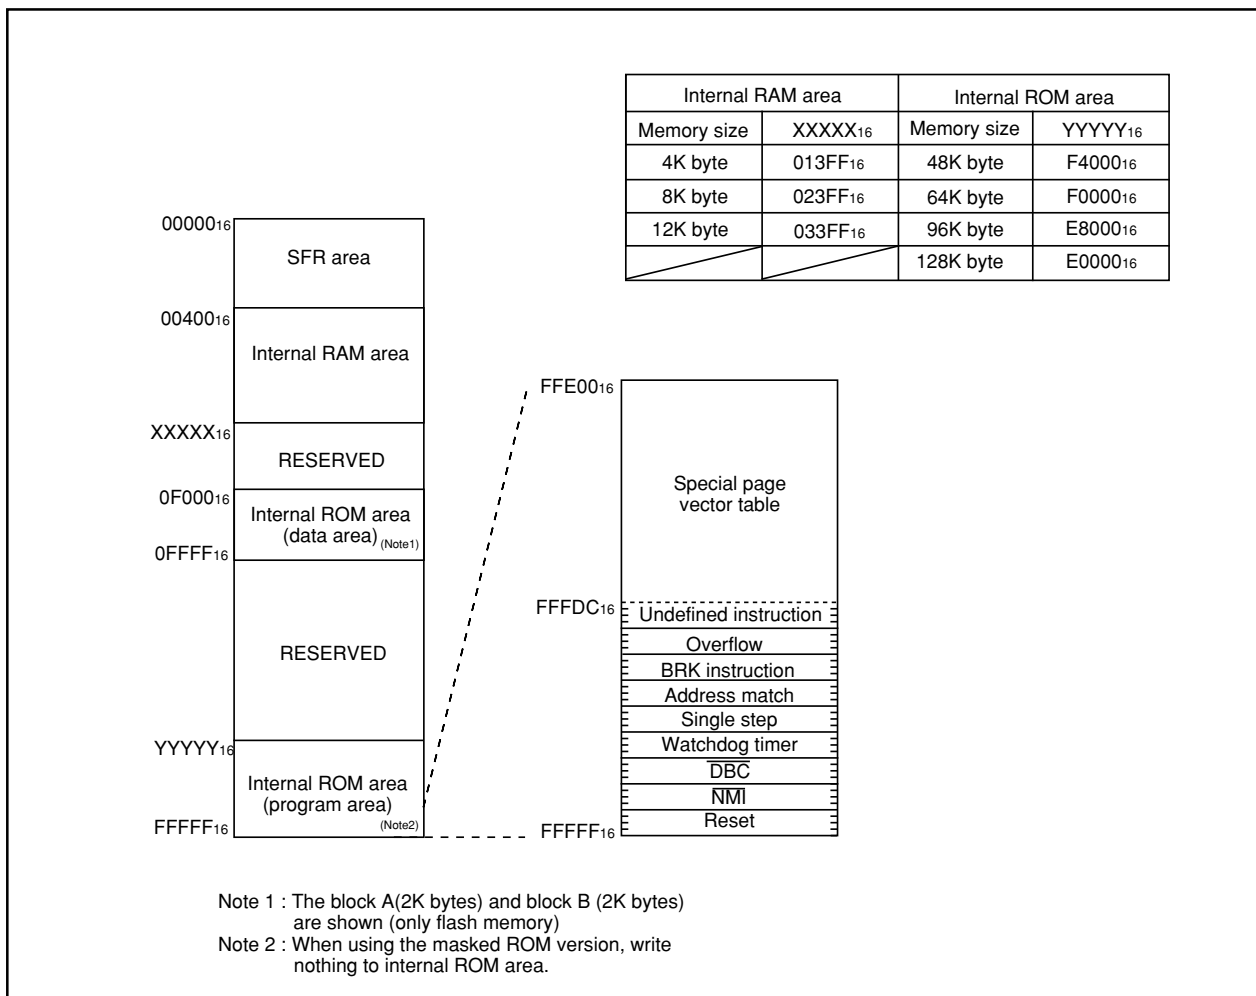 Internal RAM area Internal ROM area
Memory size XXXXX16 Memory size YYYYY16
4K byte 013FF16 48K byte F400016
8K byte 023FF16 64K byte F000016
12K byte 033FF16 96K byte E800016
128K byte E000016
0000016
SFR area
0040016
Internal RAM area
XXXXX16
RESERVED
0F00016
Internal ROM area
(data area) (Note1)
0FFFF16
RESERVED
YYYYY16
Internal ROM area
(program area)
(Note2)
FFFFF16
FFE0016
Special page
vector table
FFFDC16
Undefined instruction
Overflow
BRK instruction
Address match
Single step
Watchdog timer
DBC
NMI
Reset
FFFFF16
Note 1 : The block A(2K bytes) and block B (2K bytes)
are shown (only flash memory)
Note 2 : When using the masked ROM version, write
nothing to internal ROM area.